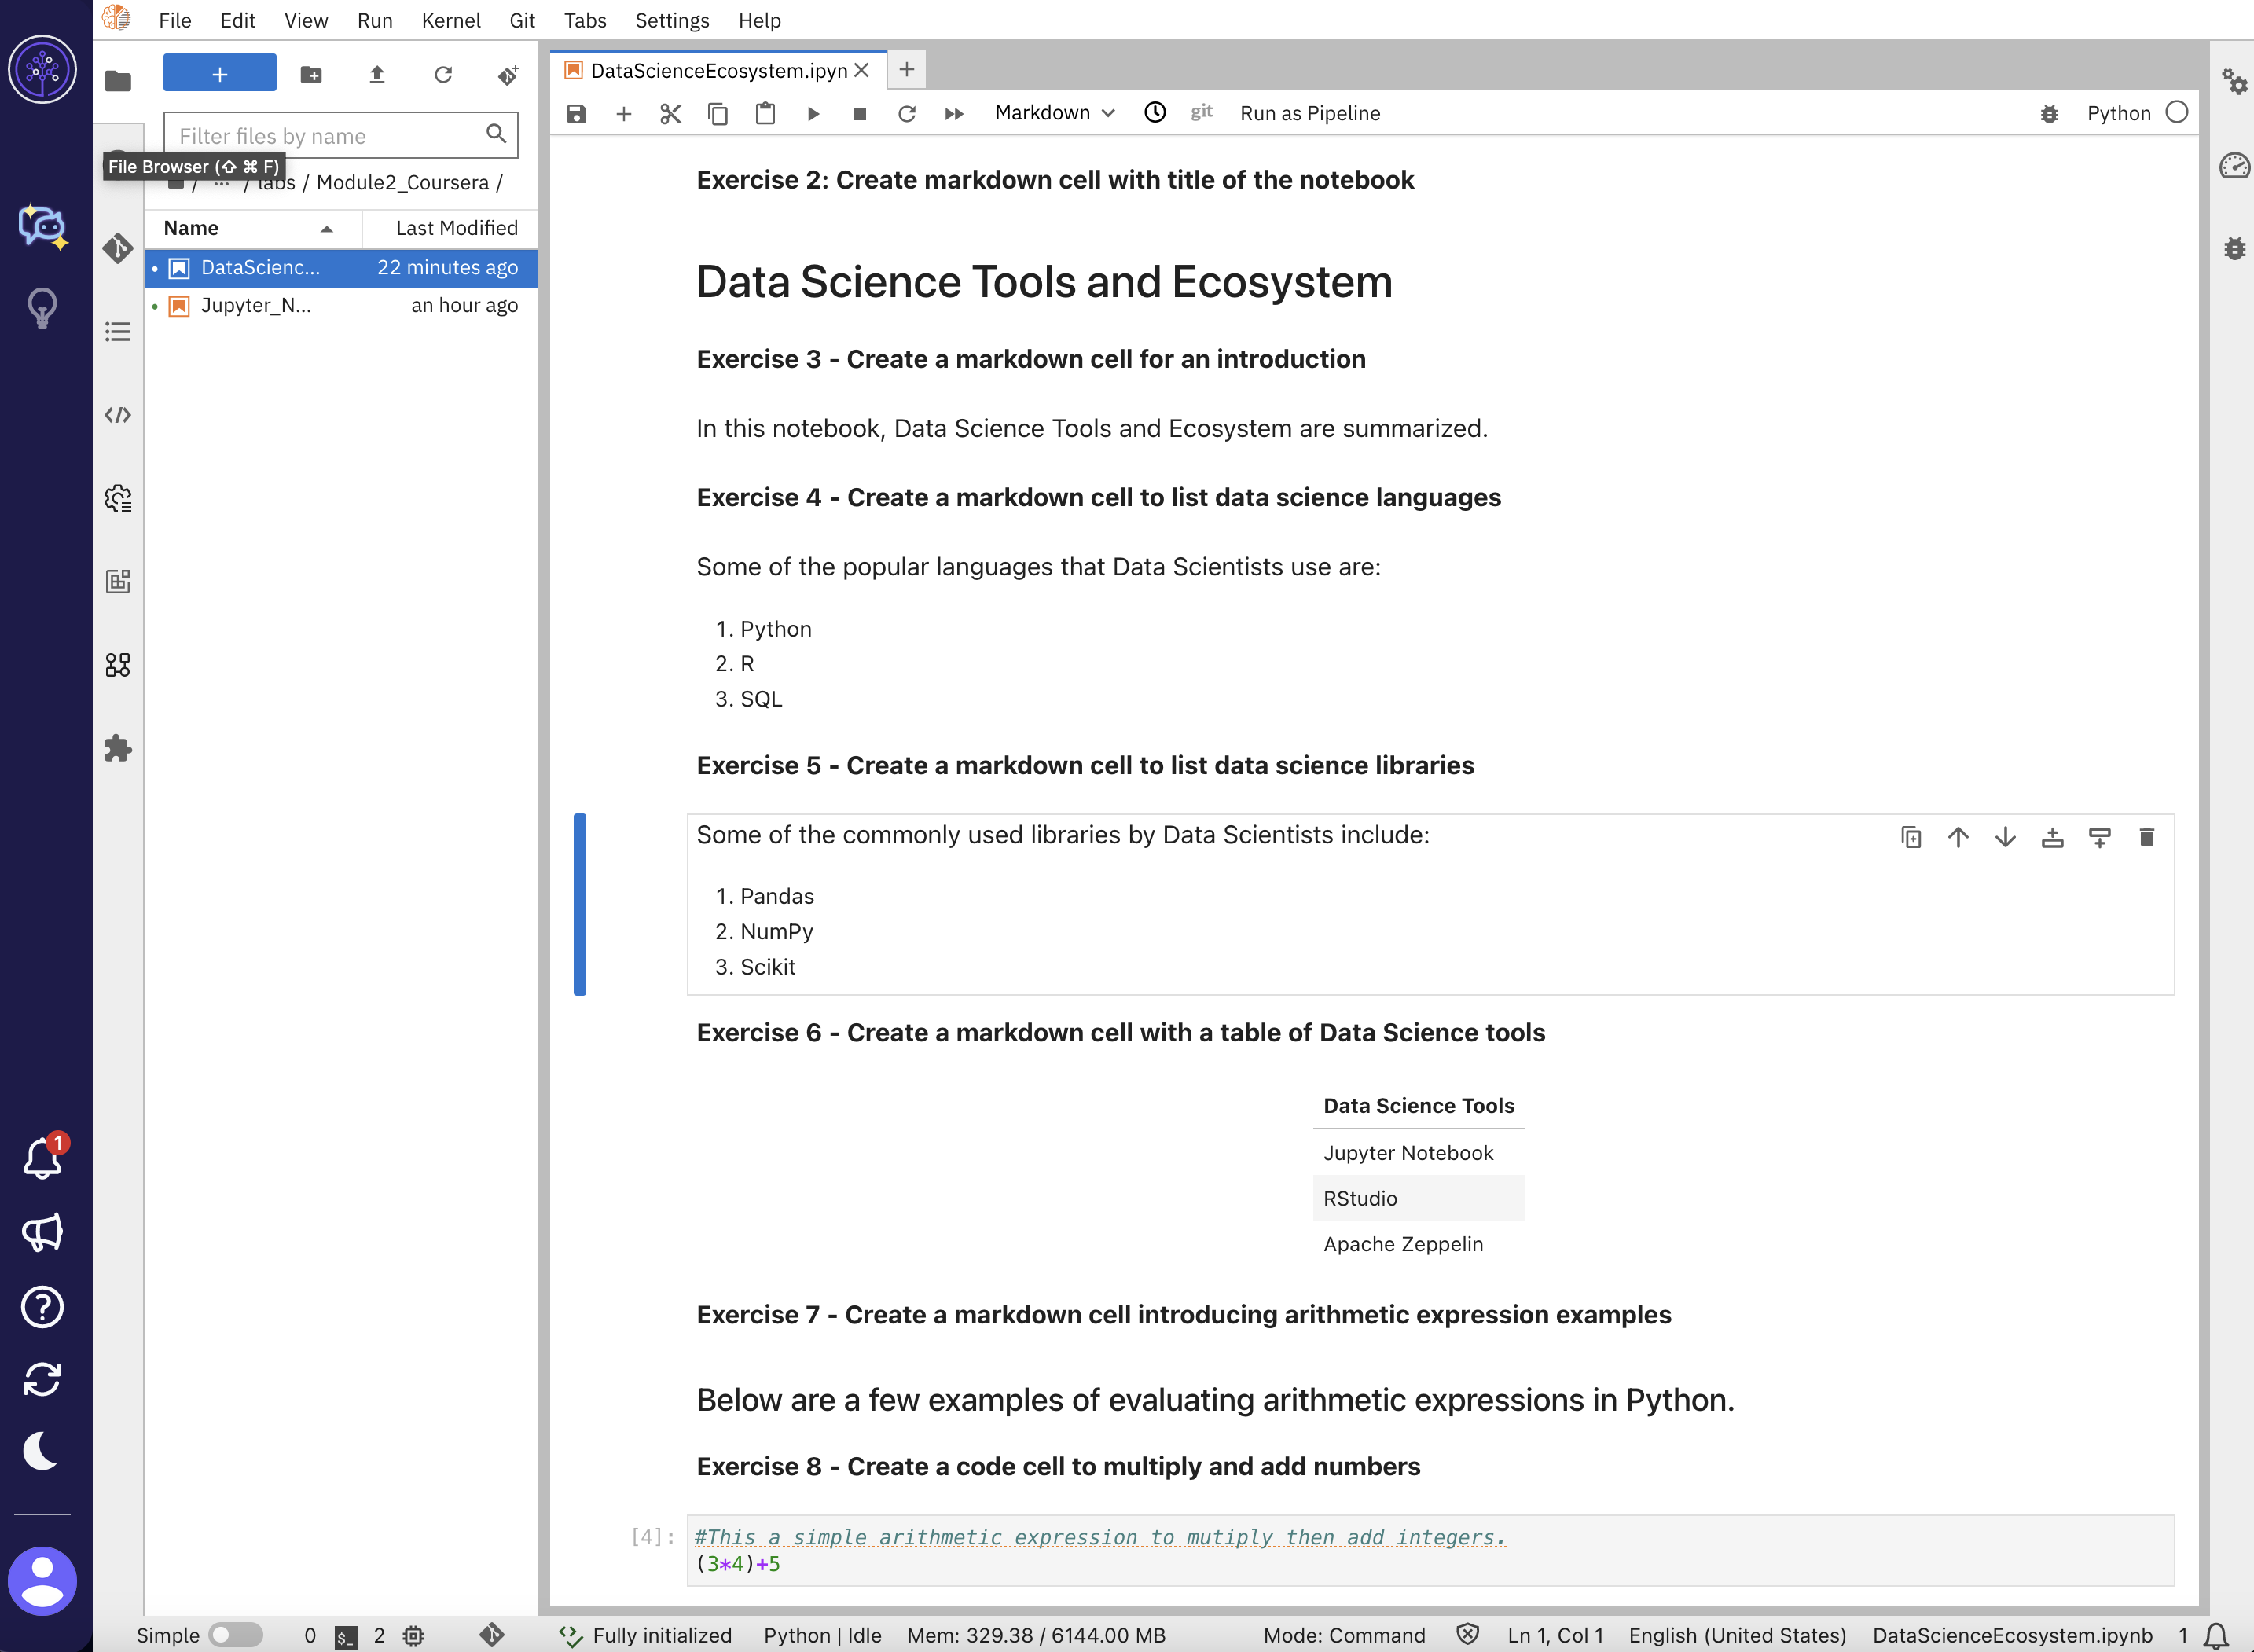 File Edit View Run Kernel Git Tabs Settings Help
Filter files by name
File Browser (⇧ ⌘ F)
/ ... / labs / Module2_Coursera /
Name Last Modified
DataScienc... 22 minutes ago
Jupyter_N... an hour ago
1
DataScienceEcosystem.ipyn
Markdown git Run as Pipeline Python
Exercise 2: Create markdown cell with title of the notebook
Data Science Tools and Ecosystem
Exercise 3 - Create a markdown cell for an introduction
In this notebook, Data Science Tools and Ecosystem are summarized.
Exercise 4 - Create a markdown cell to list data science languages
Some of the popular languages that Data Scientists use are:
1. Python
2. R
3. SQL
Exercise 5 - Create a markdown cell to list data science libraries
Some of the commonly used libraries by Data Scientists include:
1. Pandas
2. NumPy
3. Scikit
Exercise 6 - Create a markdown cell with a table of Data Science tools
Data Science Tools
Jupyter Notebook
RStudio
Apache Zeppelin
Exercise 7 - Create a markdown cell introducing arithmetic expression examples
Below are a few examples of evaluating arithmetic expressions in Python.
Exercise 8 - Create a code cell to multiply and add numbers
[4]: #This a simple arithmetic expression to mutiply then add integers.
(3*4)+5
Simple 0 $_ 2 Fully initialized Python | Idle Mem: 329.38 / 6144.00 MB Mode: Command Ln 1, Col 1 English (United States) DataScienceEcosystem.ipynb 1